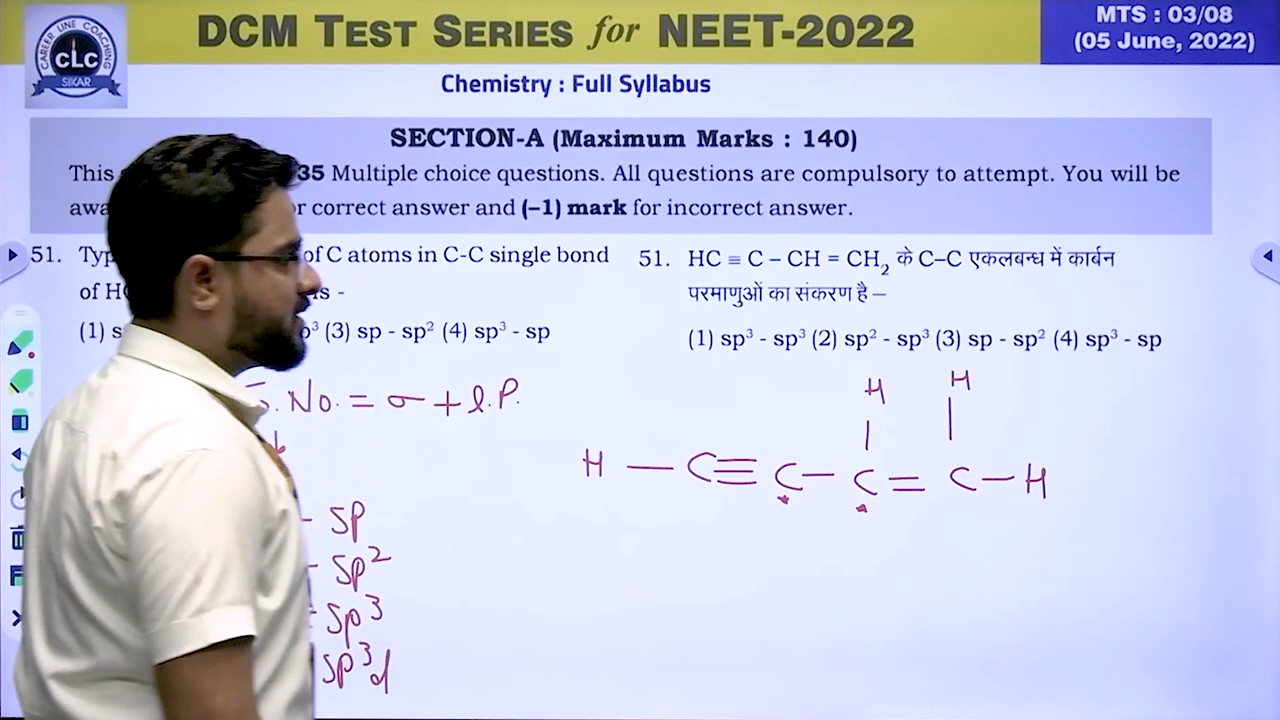 DCM TEST SERIES for NEET-2022
MTS : 03/08
(05 June, 2022)
CAREER LINE COACHING
CLC
SIKAR
Chemistry : Full Syllabus
SECTION-A (Maximum Marks : 140)
This 35 Multiple choice questions. All questions are compulsory to attempt. You will be
correct answer and (–1) mark for incorrect answer.
51. of C atoms in C-C single bond
of
(3) sp - sp² (4) sp³ - sp
51. HC ≡ C – CH = CH₂ के C–C एकलबन्ध में कार्बन
परमाणुओं का संकरण है –
(1) sp³ - sp³ (2) sp² - sp³ (3) sp - sp² (4) sp³ - sp
No. = σ + l.P.
H H
H — C ≡ C – C = C – H
- sp
- sp²
- sp³
sp³d